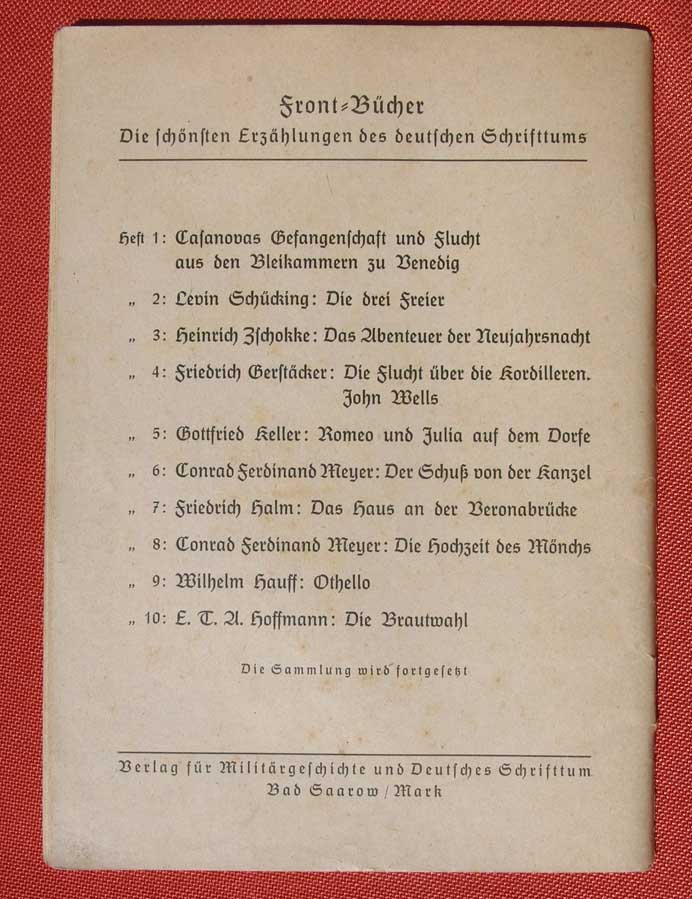 Front-Bücher
Die schönsten Erzählungen des deutschen Schrifttums
Heft 1: Casanovas Gefangenschaft und Flucht
aus den Bleikammern zu Venedig
„ 2: Levin Schücking: Die drei Freier
„ 3: Heinrich Zschokke: Das Abenteuer der Neujahrsnacht
„ 4: Friedrich Gerstäcker: Die Flucht über die Kordilleren.
John Wells
„ 5: Gottfried Keller: Romeo und Julia auf dem Dorfe
„ 6: Conrad Ferdinand Meyer: Der Schuß von der Kanzel
„ 7: Friedrich Halm: Das Haus an der Veronabrücke
„ 8: Conrad Ferdinand Meyer: Die Hochzeit des Mönchs
„ 9: Wilhelm Hauff: Othello
„ 10: E. T. A. Hoffmann: Die Brautwahl
Die Sammlung wird fortgesetzt
Verlag für Militärgeschichte und Deutsches Schrifttum
Bad Saarow / Mark